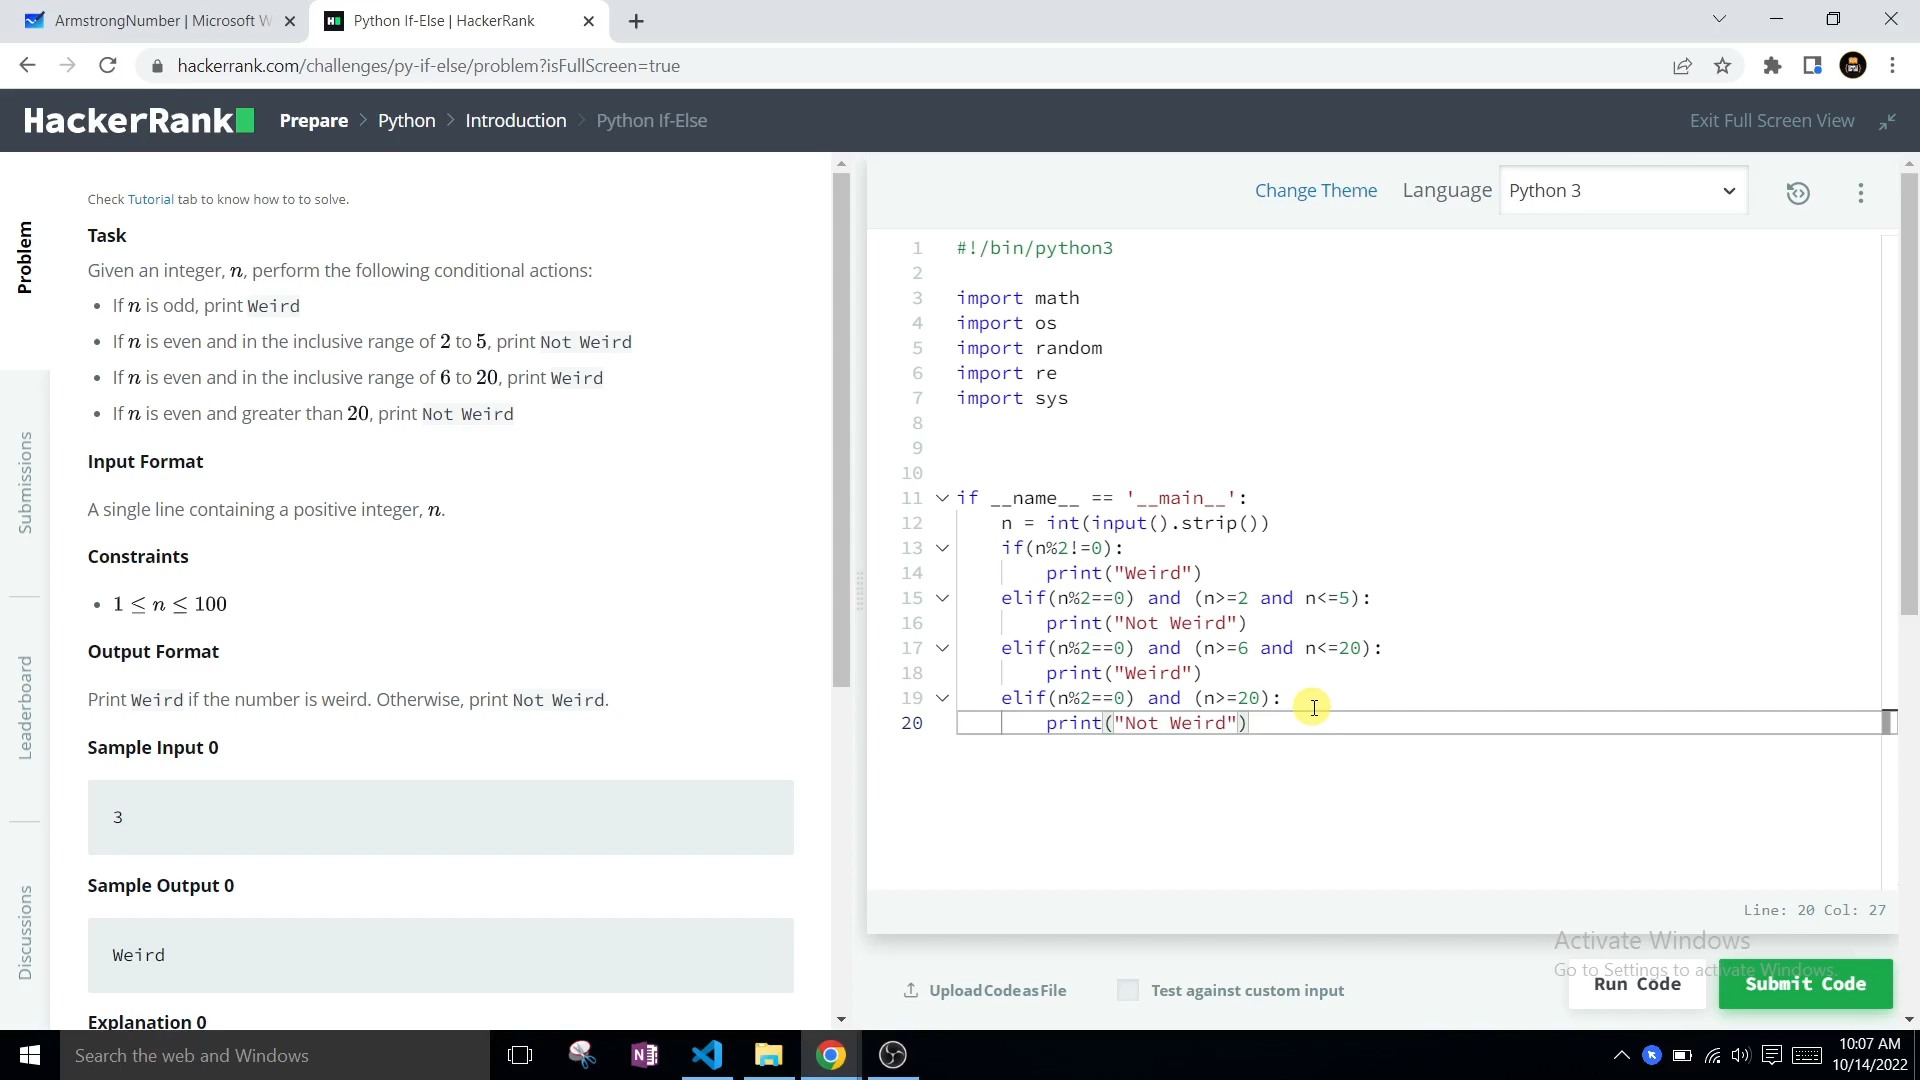 ArmstrongNumber | Microsoft W
Python If-Else | HackerRank
hackerrank.com/challenges/py-if-else/problem?isFullScreen=true
HackerRank
Prepare > Python > Introduction > Python If-Else
Exit Full Screen View
Problem
Submissions
Leaderboard
Discussions
Check Tutorial tab to know how to to solve.
Task
Given an integer, n, perform the following conditional actions:
• If n is odd, print Weird
• If n is even and in the inclusive range of 2 to 5, print Not Weird
• If n is even and in the inclusive range of 6 to 20, print Weird
• If n is even and greater than 20, print Not Weird
Input Format
A single line containing a positive integer, n.
Constraints
• 1 ≤ n ≤ 100
Output Format
Print Weird if the number is weird. Otherwise, print Not Weird.
Sample Input 0
3
Sample Output 0
Weird
Explanation 0
Change Theme Language Python 3
1 #!/bin/python3
2
3 import math
4 import os
5 import random
6 import re
7 import sys
8
9
10
11 if __name__ == '__main__':
12 n = int(input().strip())
13 if(n%2!=0):
14 print("Weird")
15 elif(n%2==0) and (n>=2 and n<=5):
16 print("Not Weird")
17 elif(n%2==0) and (n>=6 and n<=20):
18 print("Weird")
19 elif(n%2==0) and (n>=20):
20 print("Not Weird")
Line: 20 Col: 27
Activate Windows
Go to Settings to activate Windows.
Upload Code as File
Test against custom input
Run Code
Submit Code
Search the web and Windows
10:07 AM
10/14/2022